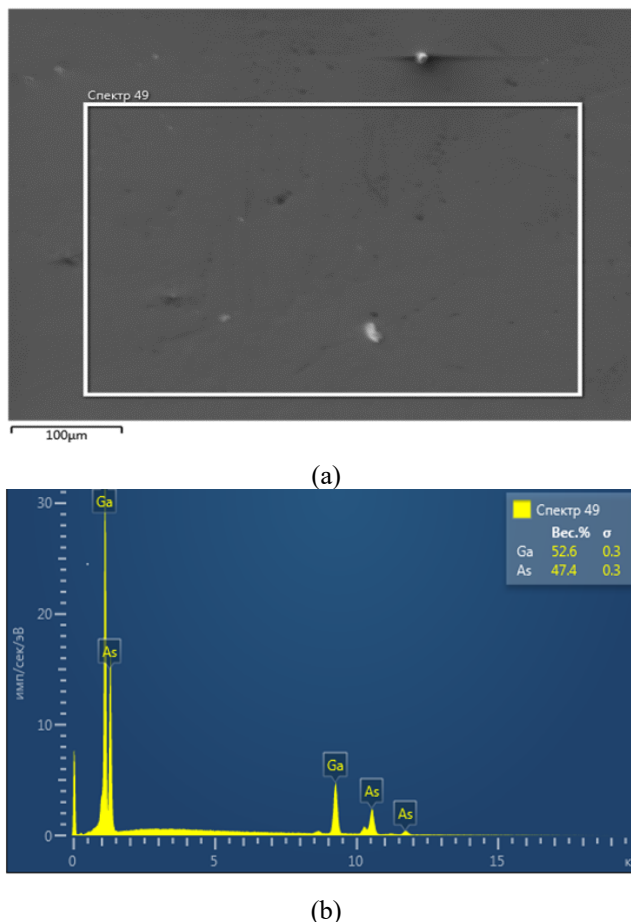 Спектр 49
100µm
(a)
30
20
10
0
имп/сек/эВ
Ga
As
Ga
As
As
Спектр 49
Вес.% σ
Ga 52.6 0.3
As 47.4 0.3
0 5 10 15
(b)